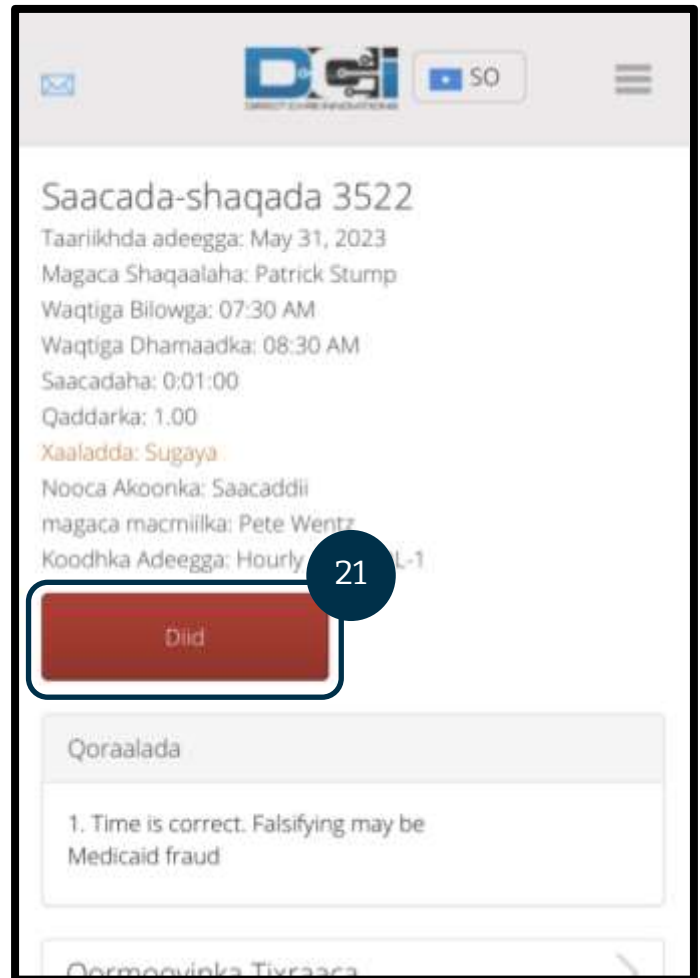 DCI
SO
Saacada-shaqada 3522
Taariikhda adeegga: May 31, 2023
Magaca Shaqaalaha: Patrick Stump
Waqtiga Bilowga: 07:30 AM
Waqtiga Dhamaadka: 08:30 AM
Saacadaha: 0:01:00
Qaddarka: 1.00
Xaaladda: Sugaya
Nooca Akoonka: Saacaddii
magaca macmiilka: Pete Wentz
Koodhka Adeegga: Hourly L-1
21
Diid
Qoraalada
1. Time is correct. Falsifying may be
Medicaid fraud